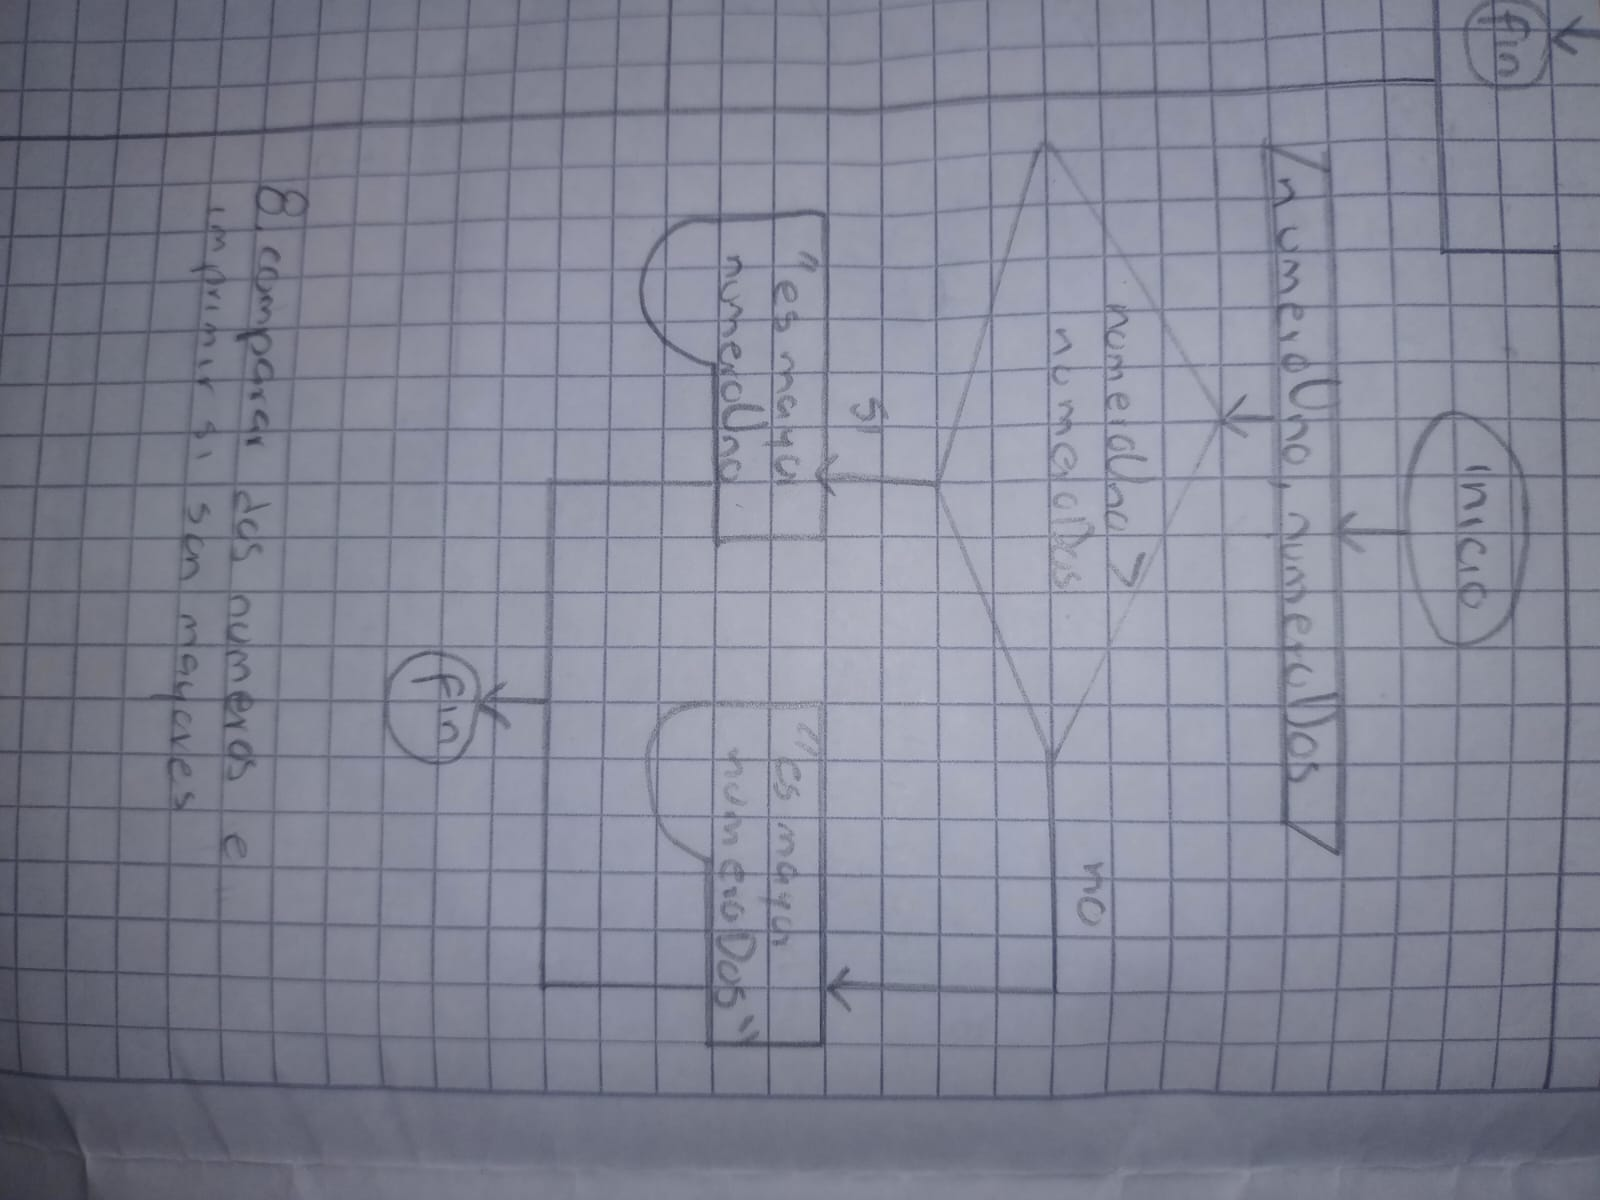 fin
inicio
numeroUno, numeroDos
numeroUno >
numeroDos
si
no
"es mayor
numeroUno
"es mayor
numeroDos"
fin
8. comparar dos numeros e
imprimir si son mayores